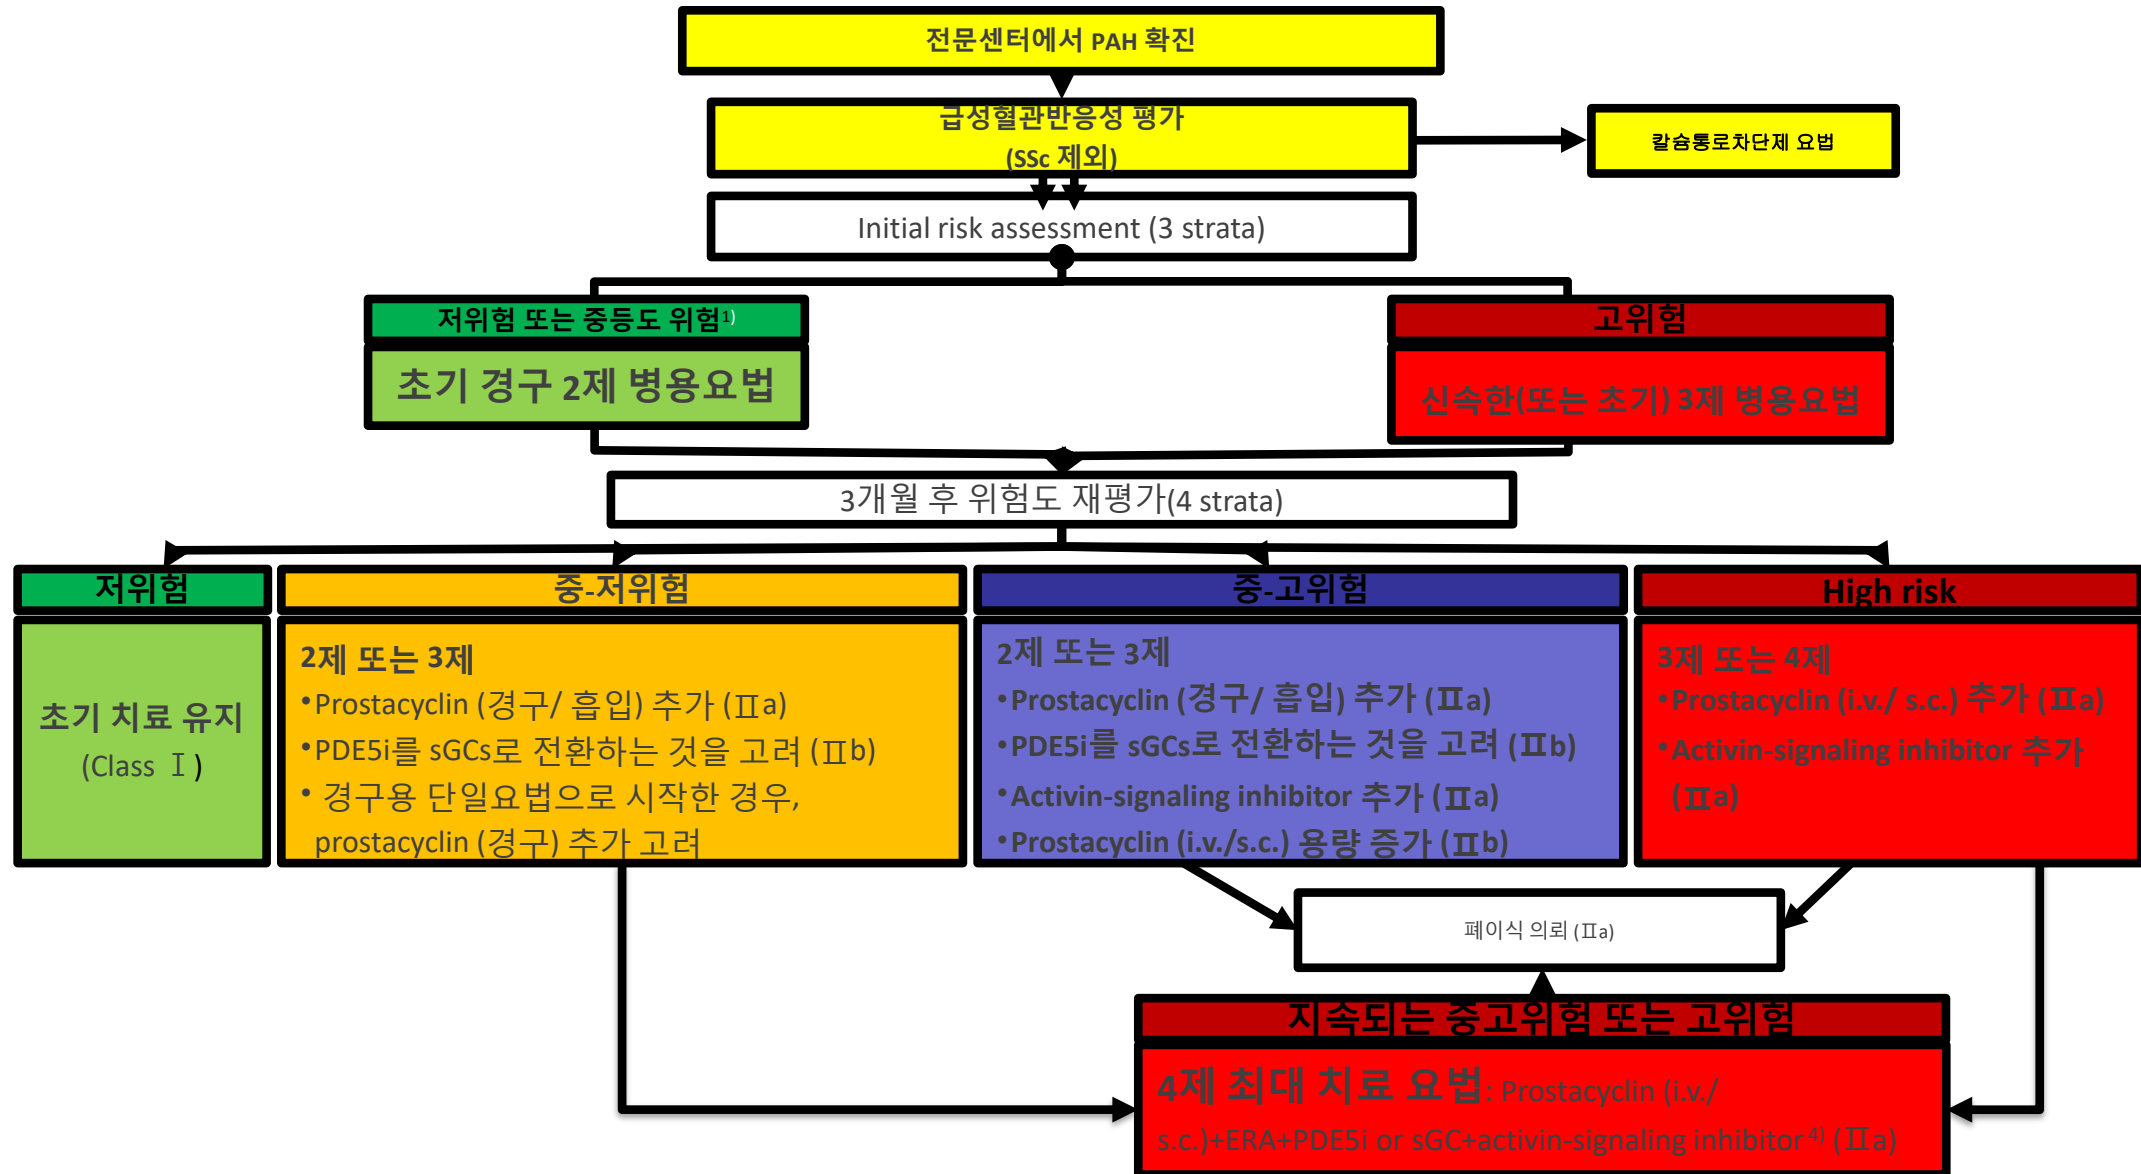 전문센터에서 PAH 확진
급성혈관반응성 평가
(SSc 제외)
칼슘통로차단제 요법
Initial risk assessment (3 strata)
저위험 또는 중등도 위험1)
초기 경구 2제 병용요법
고위험
신속한(또는 초기) 3제 병용요법
3개월 후 위험도 재평가(4 strata)
저위험
초기 치료 유지
(Class Ⅰ)
중-저위험
2제 또는 3제
•Prostacyclin (경구/ 흡입) 추가 (Ⅱa)
•PDE5i를 sGCs로 전환하는 것을 고려 (Ⅱb)
• 경구용 단일요법으로 시작한 경우,
prostacyclin (경구) 추가 고려
중-고위험
2제 또는 3제
•Prostacyclin (경구/ 흡입) 추가 (Ⅱa)
•PDE5i를 sGCs로 전환하는 것을 고려 (Ⅱb)
•Activin-signaling inhibitor 추가 (Ⅱa)
•Prostacyclin (i.v./s.c.) 용량 증가 (Ⅱb)
High risk
3제 또는 4제
•Prostacyclin (i.v./ s.c.) 추가 (Ⅱa)
•Activin-signaling inhibitor 추가
(Ⅱa)
폐이식 의뢰 (Ⅱa)
지속되는 중고위험 또는 고위험
4제 최대 치료 요법: Prostacyclin (i.v./
s.c.)+ERA+PDE5i or sGC+activin-signaling inhibitor4) (Ⅱa)